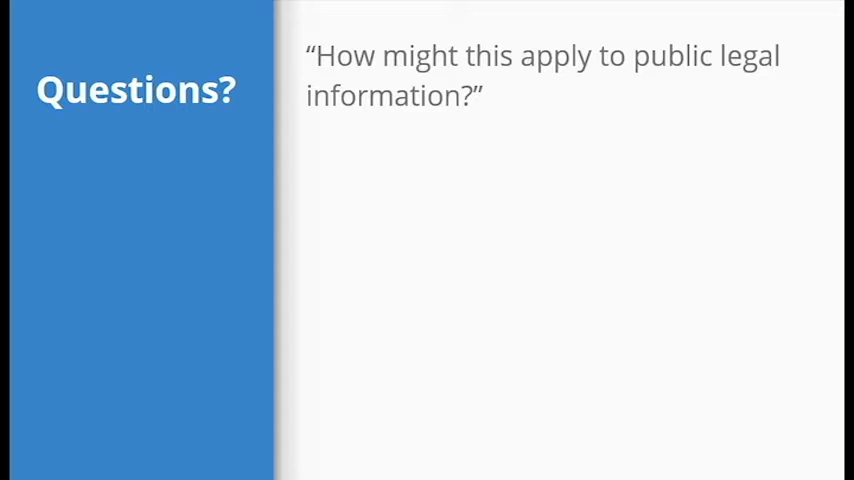 Questions?
“How might this apply to public legal
information?”